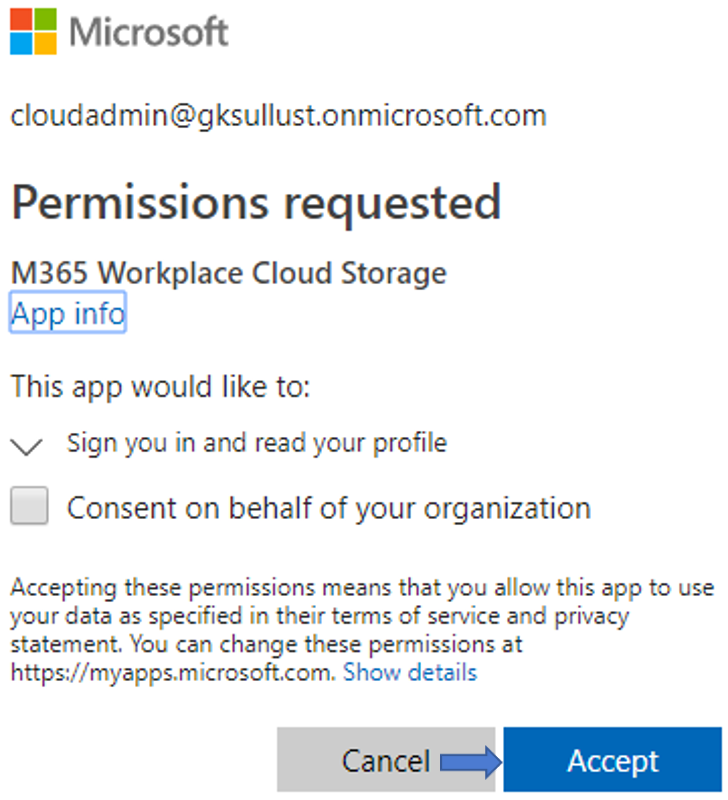 Microsoft
cloudadmin@gksullust.onmicrosoft.com
Permissions requested
M365 Workplace Cloud Storage
App info
This app would like to:
Sign you in and read your profile
Consent on behalf of your organization
Accepting these permissions means that you allow this app to use
your data as specified in their terms of service and privacy
statement. You can change these permissions at
https://myapps.microsoft.com. Show details
Cancel
Accept